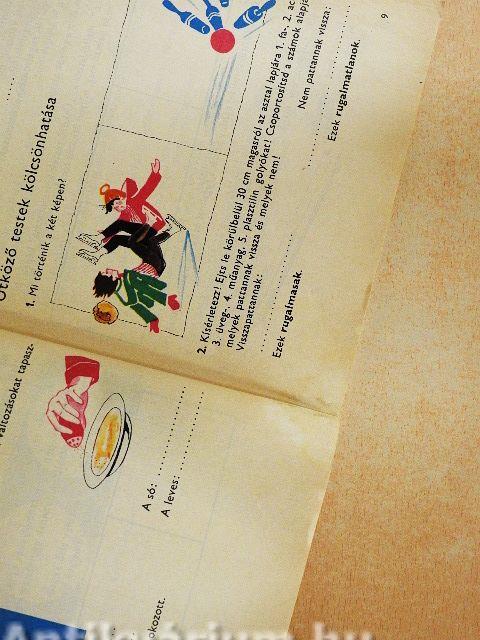 változásokat tapasz-
A só:
A leves:
okozott.
Ütköző testek kölcsönhatása
1. Mi történik a két képen?
2. Kísérletezz! Ejts le körülbelül 30 cm magasról az asztal lapjára 1. fa-, 2.
3. üveg-, 4. műanyag, 5. plasztilin golyókat! Csoportosítsd a számok
melyek pattannak vissza és melyek nem!
Visszapattannak:
Nem pattannak vissza:
Ezek rugalmasak.
Ezek rugalmatlanok.
9